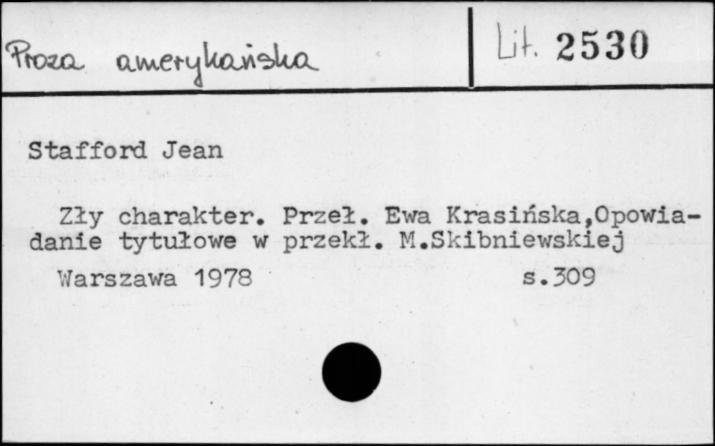 Proza amerykańska
Lit. 2530
Stafford Jean
Zły charakter. Przeł. Ewa Krasińska,Opowia-
danie tytułowe w przekł. M.Skibniewskiej
Warszawa 1978 s.309